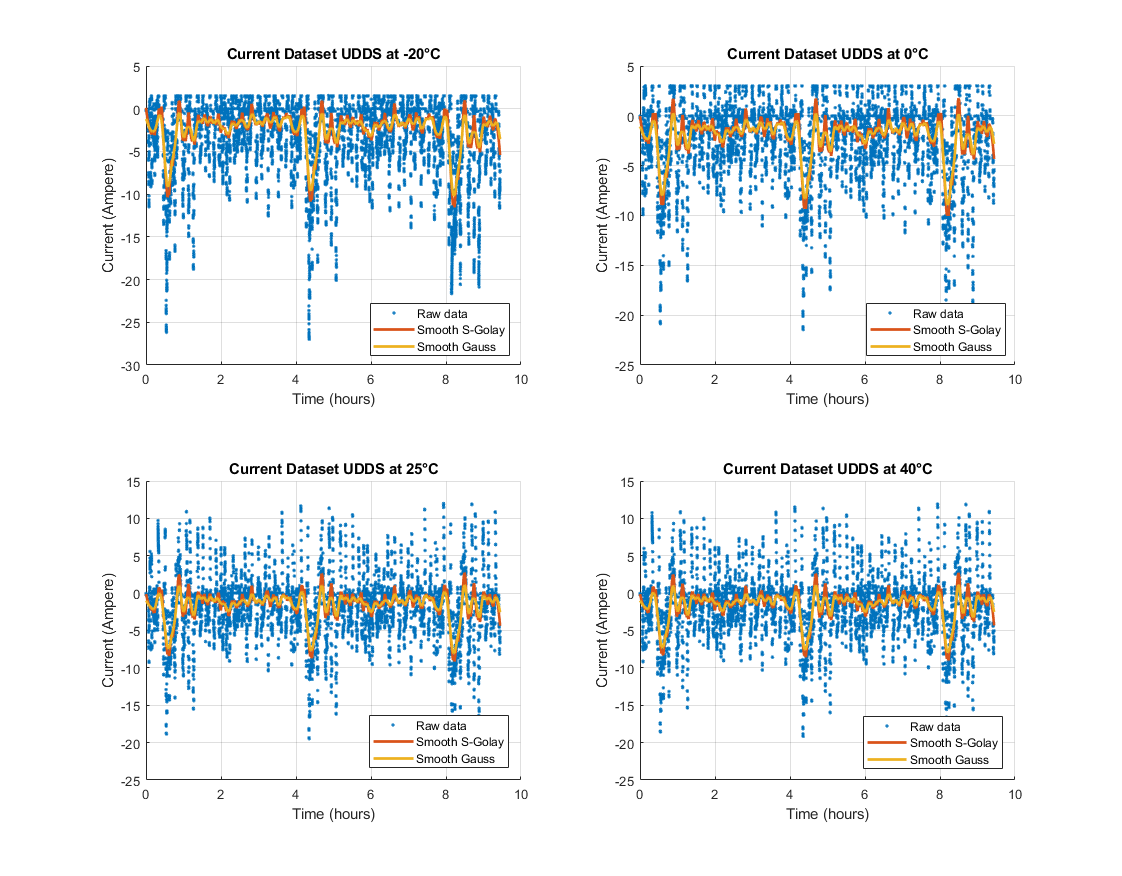 Current Dataset UDDS at -20°C
5
0
-5
-10
-15
-20
-25
-30
Current (Ampere)
Raw data
Smooth S-Golay
Smooth Gauss
0 2 4 6 8 10
Time (hours)
Current Dataset UDDS at 0°C
5
0
-5
-10
-15
-20
-25
Current (Ampere)
Raw data
Smooth S-Golay
Smooth Gauss
0 2 4 6 8 10
Time (hours)
Current Dataset UDDS at 25°C
15
10
5
0
-5
-10
-15
-20
-25
Current (Ampere)
Raw data
Smooth S-Golay
Smooth Gauss
0 2 4 6 8 10
Time (hours)
Current Dataset UDDS at 40°C
15
10
5
0
-5
-10
-15
-20
-25
Current (Ampere)
Raw data
Smooth S-Golay
Smooth Gauss
0 2 4 6 8 10
Time (hours)